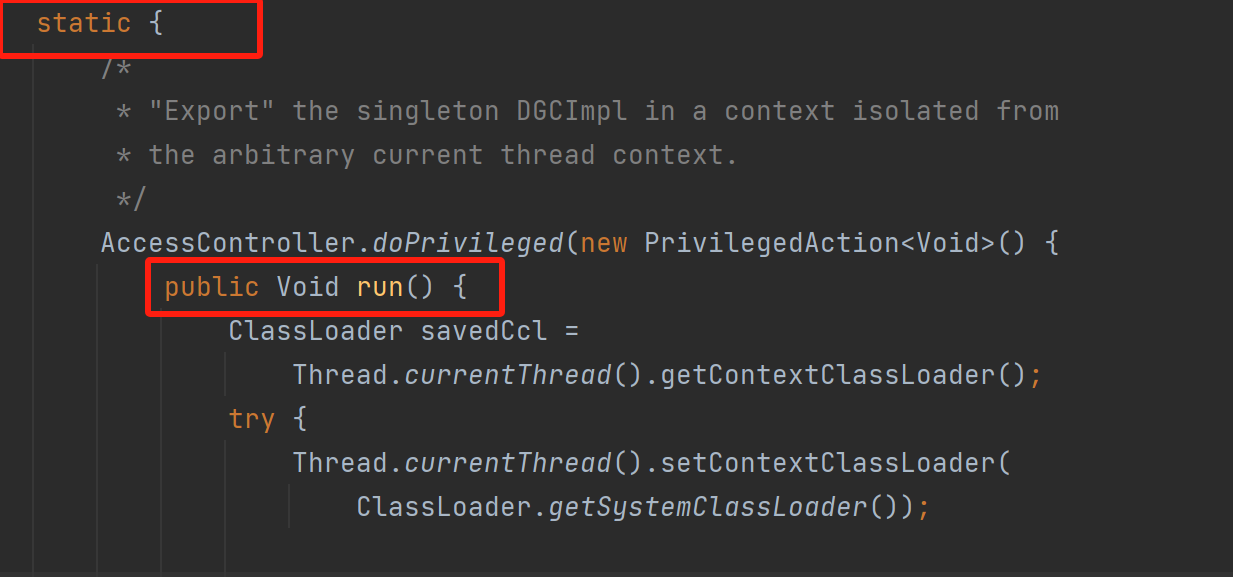 static {
/*
* "Export" the singleton DGCImpl in a context isolated from
* the arbitrary current thread context.
*/
AccessController.doPrivileged(new PrivilegedAction<Void>() {
public Void run() {
ClassLoader savedCcl =
Thread.currentThread().getContextClassLoader();
try {
Thread.currentThread().setContextClassLoader(
ClassLoader.getSystemClassLoader());